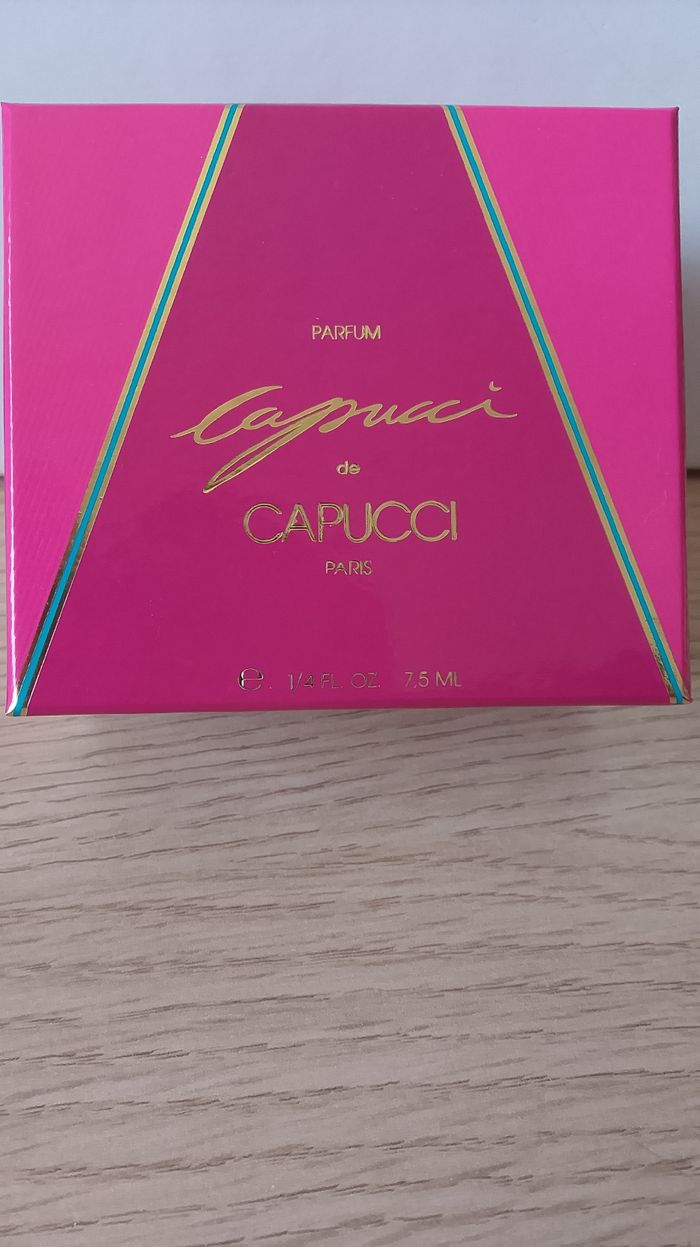 PARFUM
Capucci
de
CAPUCCI
PARIS
e. 1/4 FL. OZ. 7,5 ML